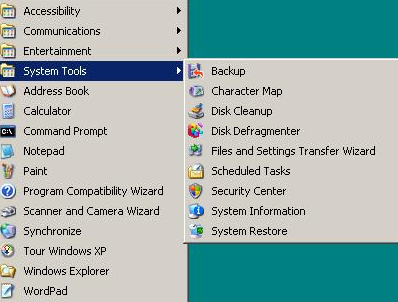 Accessibility
Communications
Entertainment
System Tools
Address Book
Calculator
Command Prompt
Notepad
Paint
Program Compatibility Wizard
Scanner and Camera Wizard
Synchronize
Tour Windows XP
Windows Explorer
WordPad
Backup
Character Map
Disk Cleanup
Disk Defragmenter
Files and Settings Transfer Wizard
Scheduled Tasks
Security Center
System Information
System Restore